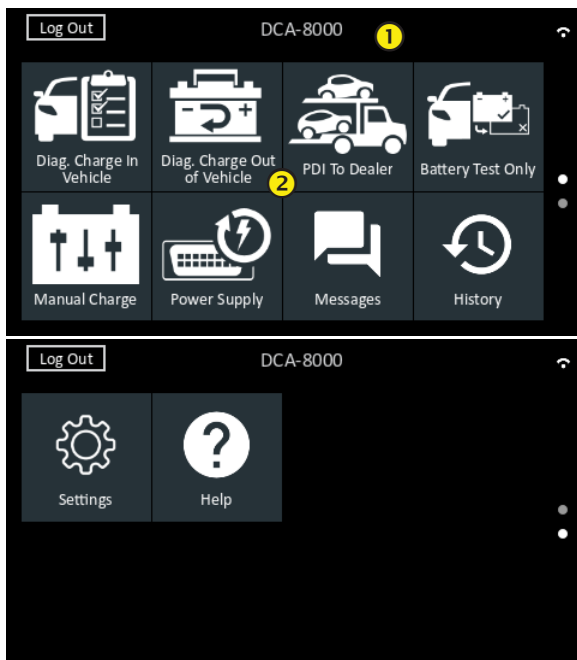 Log Out
DCA-8000
1
Diag. Charge In
Vehicle
Diag. Charge Out
of Vehicle
2
PDI To Dealer
Battery Test Only
Manual Charge
Power Supply
Messages
History
Log Out
DCA-8000
?
Settings
Help